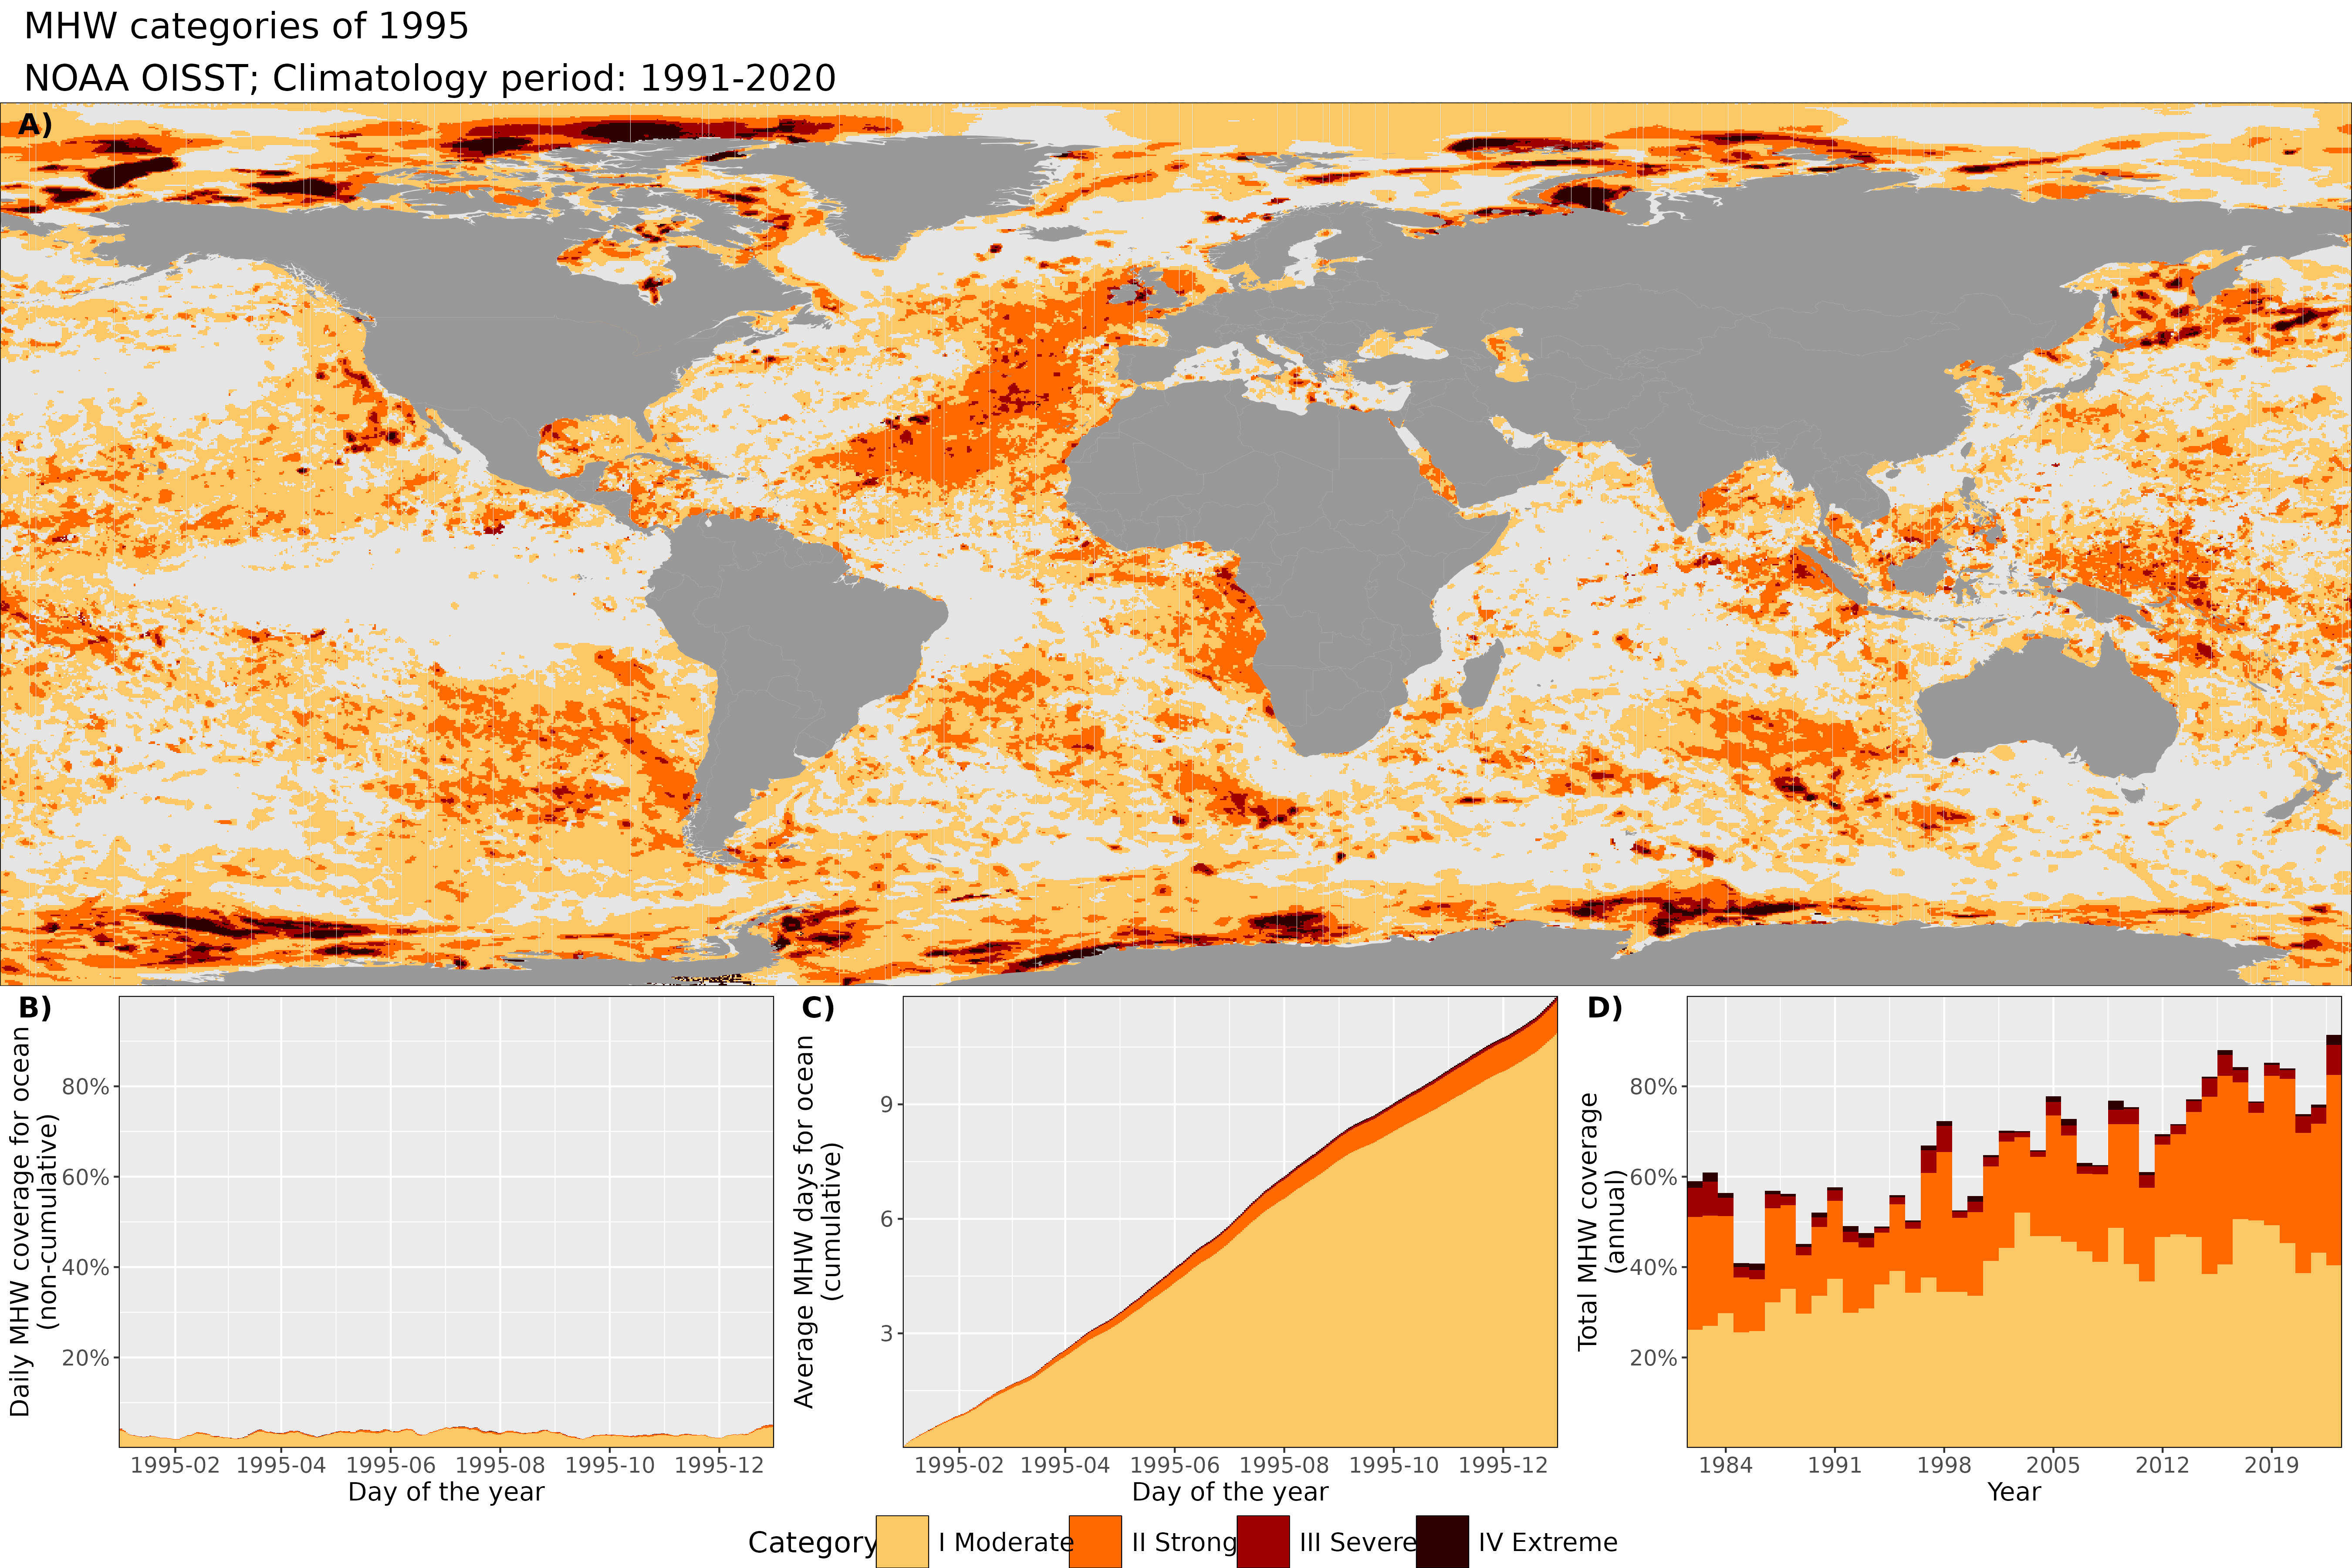 MHW categories of 1995
NOAA OISST; Climatology period: 1991-2020
A)
B)
Daily MHW coverage for ocean
(non-cumulative)
80%
60%
40%
20%
1995-02 1995-04 1995-06 1995-08 1995-10 1995-12
Day of the year
C)
Average MHW days for ocean
(cumulative)
9
6
3
1995-02 1995-04 1995-06 1995-08 1995-10 1995-12
Day of the year
D)
Total MHW coverage
(annual)
80%
60%
40%
20%
1984 1991 1998 2005 2012 2019
Year
Category I Moderate II Strong III Severe IV Extreme